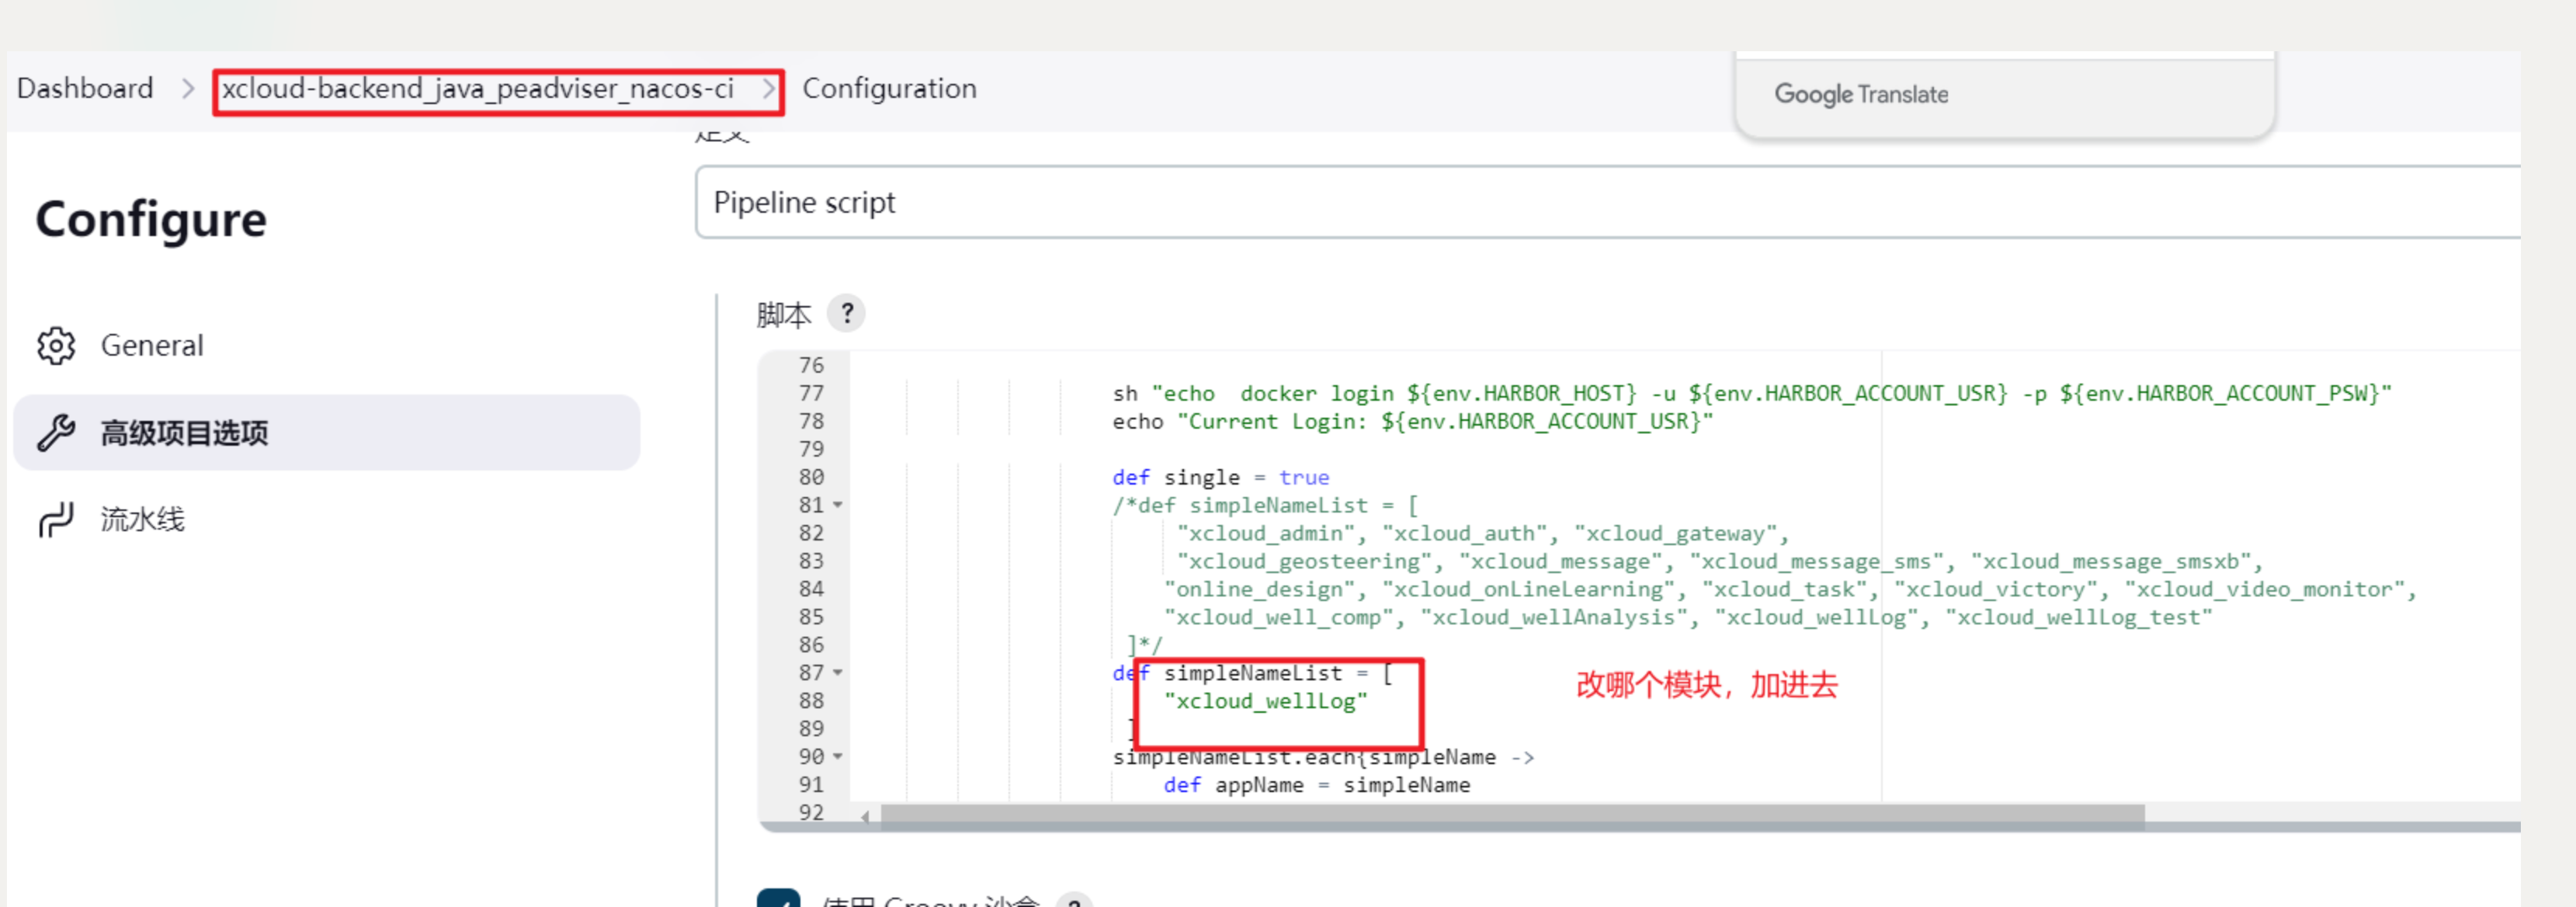 Dashboard > xcloud-backend_java_peadviser_nacos-ci > Configuration
Google Translate
定义
Configure
General
高级项目选项
流水线
Pipeline script
脚本 ?
76
77 sh "echo  docker login ${env.HARBOR_HOST} -u ${env.HARBOR_ACCOUNT_USR} -p ${env.HARBOR_ACCOUNT_PSW}"
78 echo "Current Login: ${env.HARBOR_ACCOUNT_USR}"
79
80 def single = true
81 /*def simpleNameList = [
82 "xcloud_admin", "xcloud_auth", "xcloud_gateway",
83 "xcloud_geosteering", "xcloud_message", "xcloud_message_sms", "xcloud_message_smsxb",
84 "online_design", "xcloud_onLineLearning", "xcloud_task", "xcloud_victory", "xcloud_video_monitor",
85 "xcloud_well_comp", "xcloud_wellAnalysis", "xcloud_wellLog", "xcloud_wellLog_test"
86 ]*/
87 def simpleNameList = [
88 "xcloud_wellLog"
89 ]
改哪个模块，加进去
90 simpleNameList.each{simpleName ->
91 def appName = simpleName
92
使用 Groovy 沙盒 ?